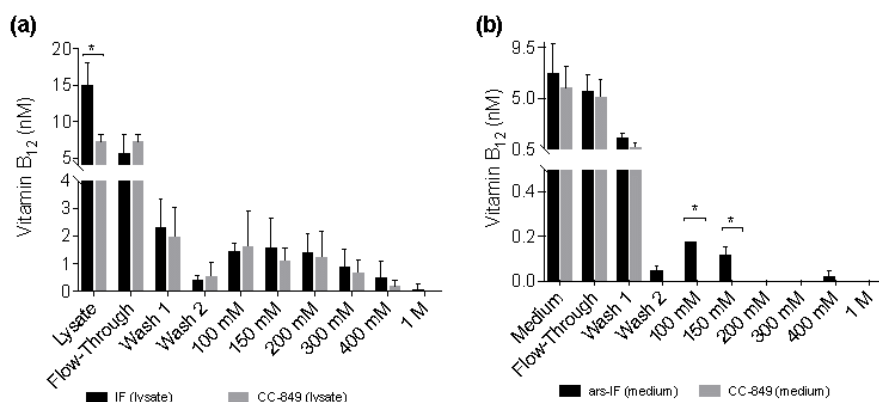 (a)
*
20
15
10
5
4
3
2
1
0
Vitamin B12 (nM)
Lysate
Flow-Through
Wash 1
Wash 2
100 mM
150 mM
200 mM
300 mM
400 mM
1 M
IF (lysate)
CC-849 (lysate)
(b)
9.5
5.0
0.5
0.4
0.2
0.0
Vitamin B12 (nM)
*
*
Medium
Flow-Through
Wash 1
Wash 2
100 mM
150 mM
200 mM
300 mM
400 mM
1 M
ars-IF (medium)
CC-849 (medium)